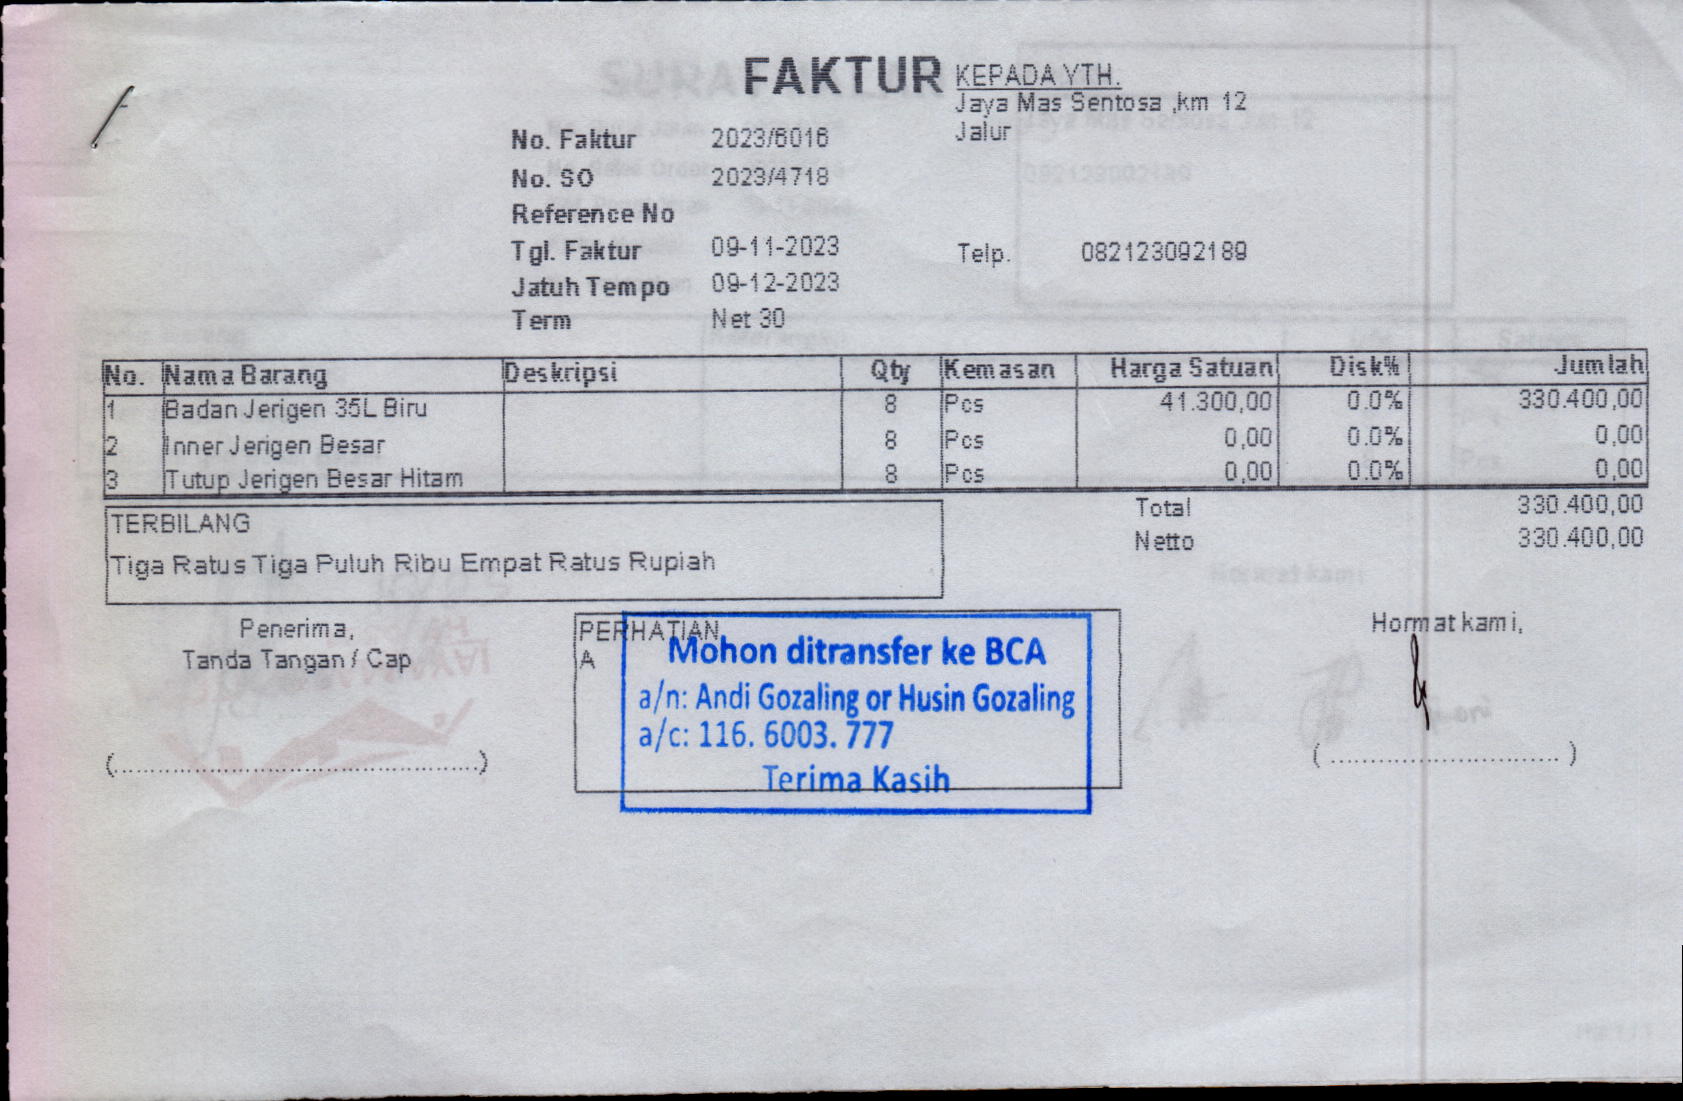 FAKTUR
KEPADA YTH.
Jaya Mas Sentosa ,km 12
Jalur
No. Faktur 2023/6016
No. SO 2023/4718
Reference No
Tgl. Faktur 09-11-2023
Telp. 082123092189
Jatuh Tempo 09-12-2023
Term Net 30
No. Nama Barang Deskripsi Qty Kemasan Harga Satuan Disk% Jumlah
1 Badan Jerigen 35L Biru 8 Pcs 41.300,00 0.0% 330.400,00
2 Inner Jerigen Besar 8 Pcs 0,00 0.0% 0,00
3 Tutup Jerigen Besar Hitam 8 Pcs 0,00 0.0% 0,00
Total 330.400,00
Netto 330.400,00
TERBILANG
Tiga Ratus Tiga Puluh Ribu Empat Ratus Rupiah
Penerima,
Tanda Tangan / Cap
(................................................)
PERHATIAN
A
Mohon ditransfer ke BCA
a/n: Andi Gozaling or Husin Gozaling
a/c: 116. 6003. 777
Terima Kasih
Hormat kami,
(..............................)